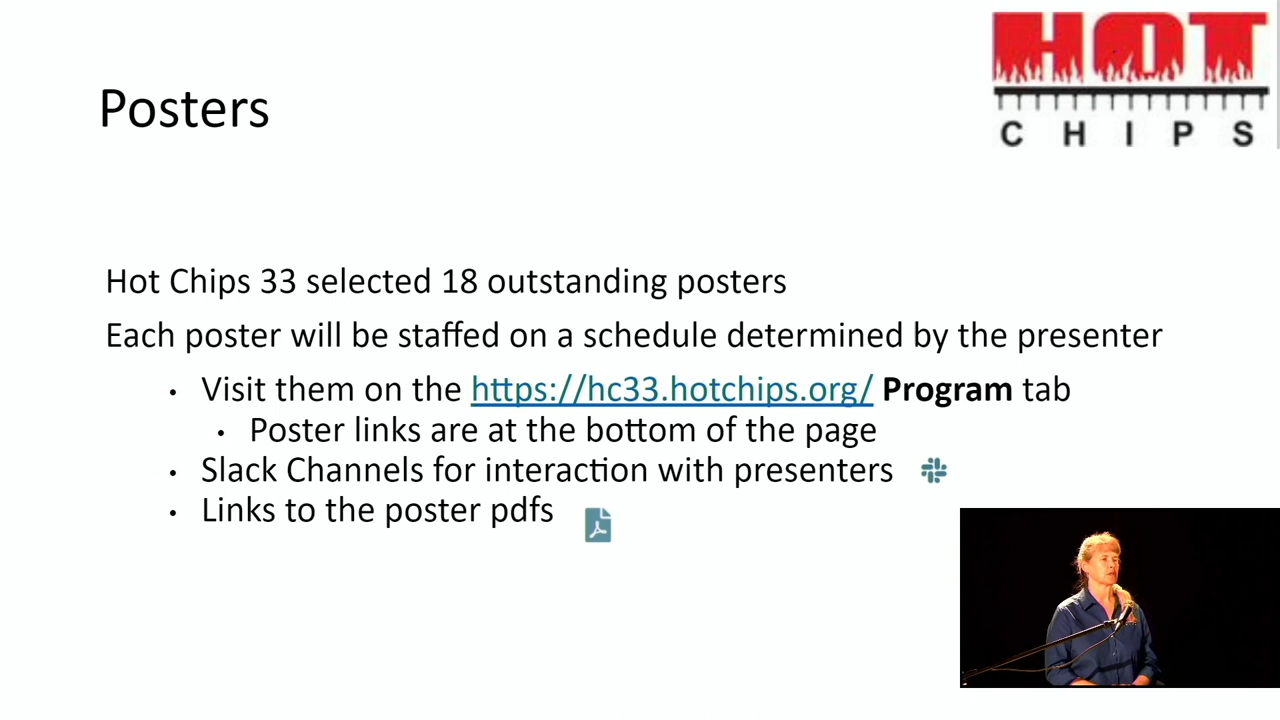 HOT
CHIPS
Posters
Hot Chips 33 selected 18 outstanding posters
Each poster will be staffed on a schedule determined by the presenter
• Visit them on the https://hc33.hotchips.org/ Program tab
• Poster links are at the bottom of the page
• Slack Channels for interaction with presenters
• Links to the poster pdfs